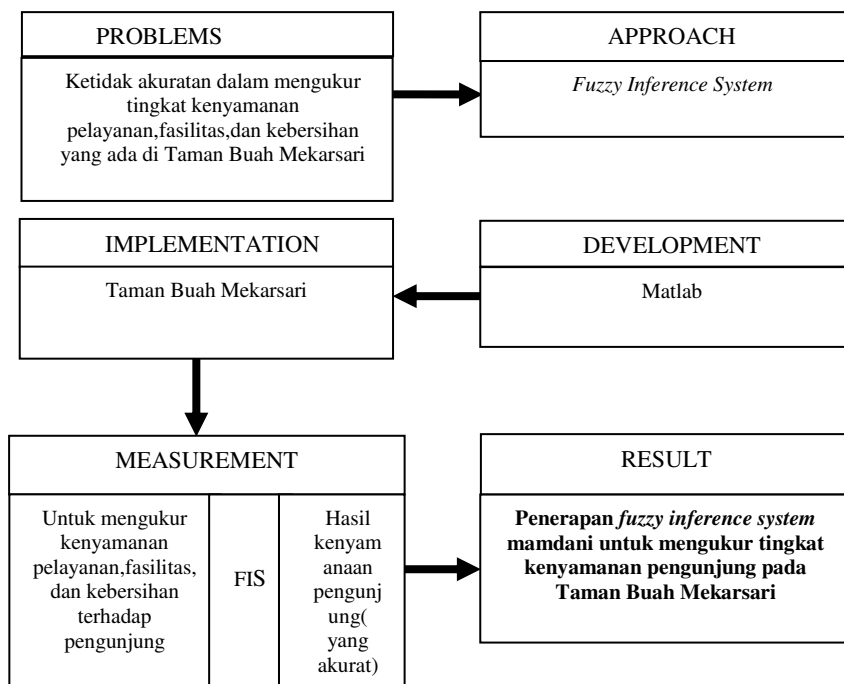 PROBLEMS
Ketidak akuratan dalam mengukur
tingkat kenyamanan
pelayanan,fasilitas,dan kebersihan
yang ada di Taman Buah Mekarsari
APPROACH
Fuzzy Inference System
IMPLEMENTATION
Taman Buah Mekarsari
DEVELOPMENT
Matlab
MEASUREMENT
Untuk mengukur
kenyamanan
pelayanan,fasilitas,
dan kebersihan
terhadap
pengunjung
FIS
Hasil
kenyam
anaan
pengunj
ung(
yang
akurat)
RESULT
Penerapan fuzzy inference system
mamdani untuk mengukur tingkat
kenyamanan pengunjung pada
Taman Buah Mekarsari